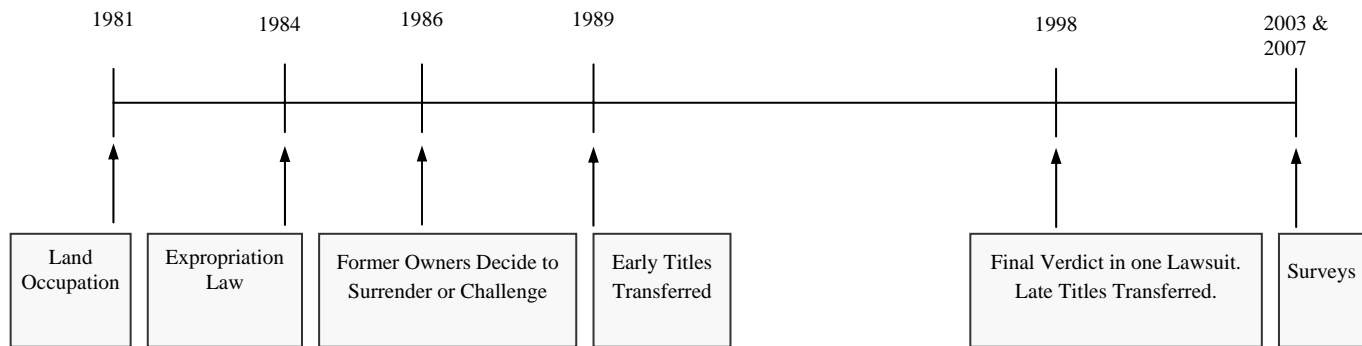 1981
1984
1986
1989
1998
2003 &
2007
Land
Occupation
Expropriation
Law
Former Owners Decide to
Surrender or Challenge
Early Titles
Transferred
Final Verdict in one Lawsuit.
Late Titles Transferred.
Surveys